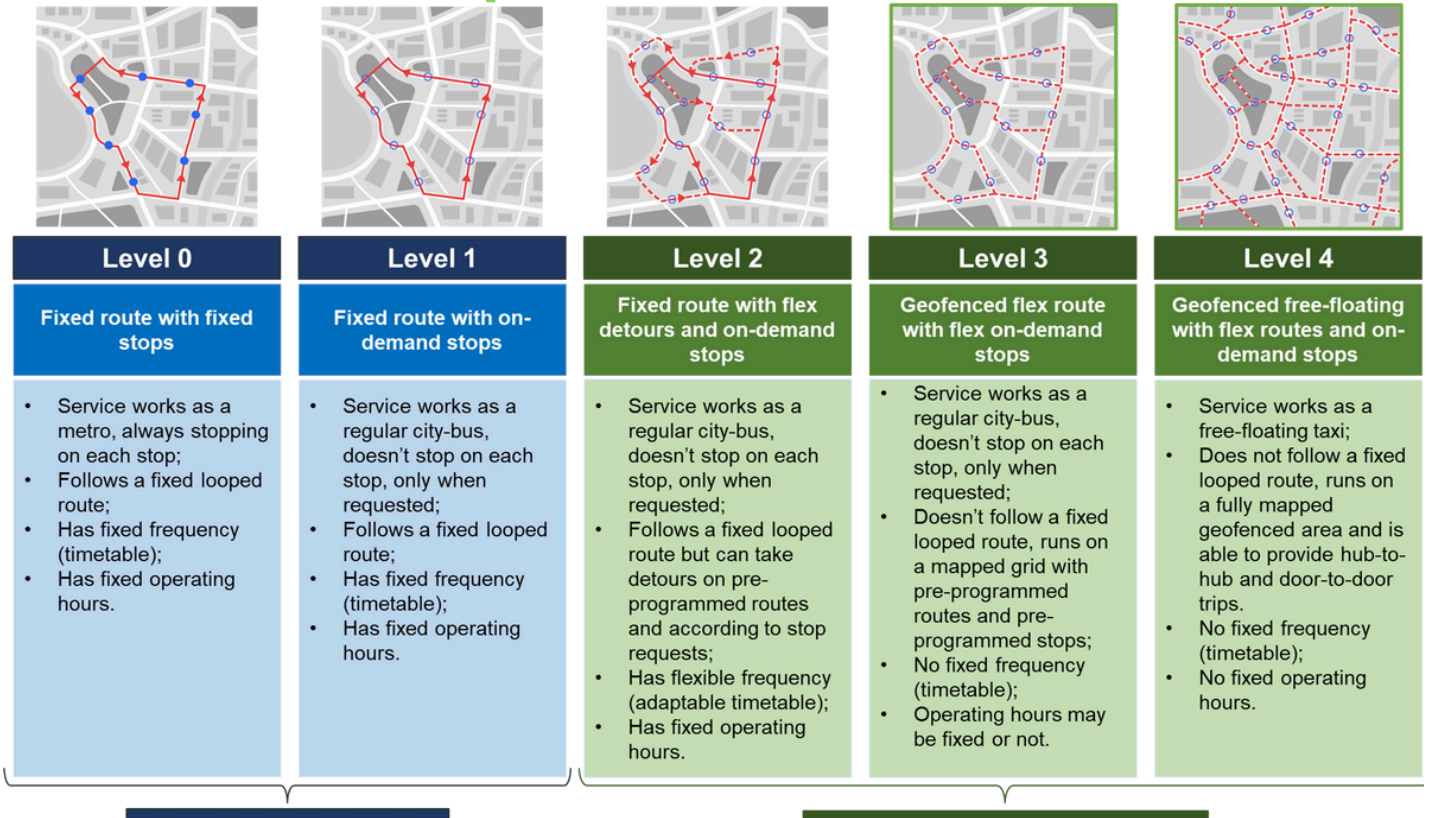 Level 0
Level 1
Level 2
Level 3
Level 4
Fixed route with fixed
stops
Fixed route with on-
demand stops
Fixed route with flex
detours and on-demand
stops
Geofenced flex route
with flex on-demand
stops
Geofenced free-floating
with flex routes and on-
demand stops
• Service works as a
metro, always stopping
on each stop;
• Follows a fixed looped
route;
• Has fixed frequency
(timetable);
• Has fixed operating
hours.
• Service works as a
regular city-bus,
doesn’t stop on each
stop, only when
requested;
• Follows a fixed looped
route;
• Has fixed frequency
(timetable);
• Has fixed operating
hours.
• Service works as a
regular city-bus,
doesn’t stop on each
stop, only when
requested;
• Follows a fixed looped
route but can take
detours on pre-
programmed routes
and according to stop
requests;
• Has flexible frequency
(adaptable timetable);
• Has fixed operating
hours.
• Service works as a
regular city-bus,
doesn’t stop on each
stop, only when
requested;
• Doesn’t follow a fixed
looped route, runs on
a mapped grid with
pre-programmed
routes and pre-
programmed stops;
• No fixed frequency
(timetable);
• Operating hours may
be fixed or not.
• Service works as a
free-floating taxi;
• Does not follow a fixed
looped route, runs on
a fully mapped
geofenced area and is
able to provide hub-to-
hub and door-to-door
trips.
• No fixed frequency
(timetable);
• No fixed operating
hours.